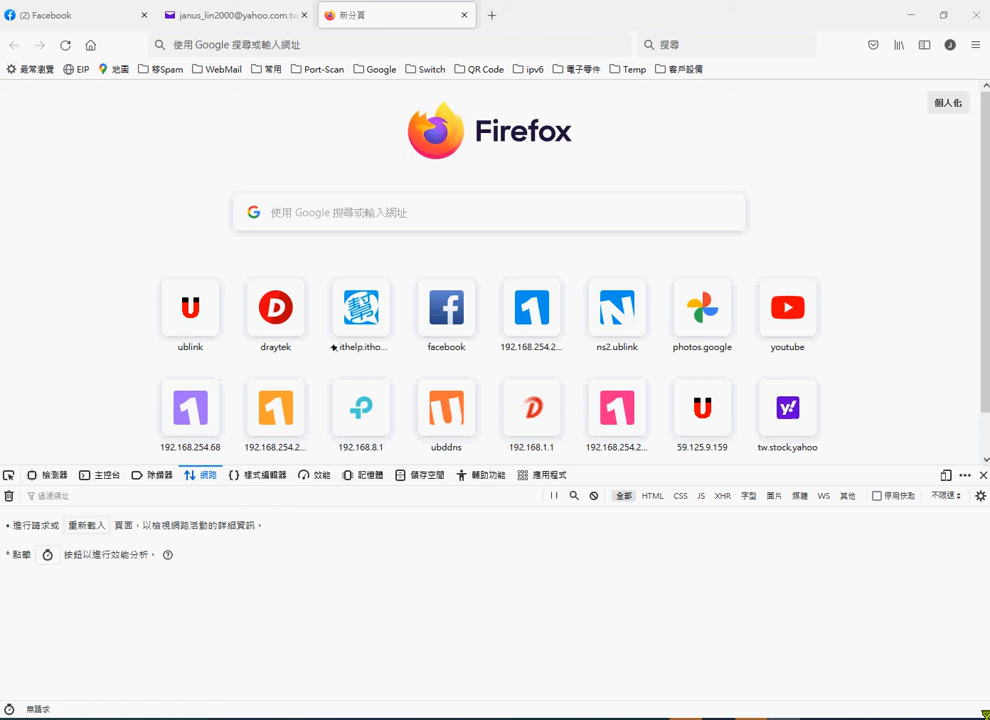 (2) Facebook
janus_lin2000@yahoo.com.tw
新分頁
使用 Google 搜尋或輸入網址
搜尋
最常瀏覽 EIP 地圖 移Spam WebMail 常用 Port-Scan Google Switch QR Code ipv6 電子零件 Temp 客戶設備
個人化
Firefox
使用 Google 搜尋或輸入網址
ublink draytek ithelp.itho... facebook 192.168.254.2... ns2.ublink photos.google youtube
192.168.254.68 192.168.254.2... 192.168.8.1 ubddns 192.168.1.1 192.168.254.2... 59.125.9.159 tw.stock.yahoo
檢測器 主控台 除錯器 網路 樣式編輯器 效能 記憶體 儲存空間 輔助功能 應用程式
過濾網址 全部 HTML CSS JS XHR 字型 圖片 媒體 WS 其他 停用快取 不限速
• 進行請求或 重新載入 頁面，以檢視網路活動的詳細資訊。
* 點擊 按鈕以進行效能分析。
無請求